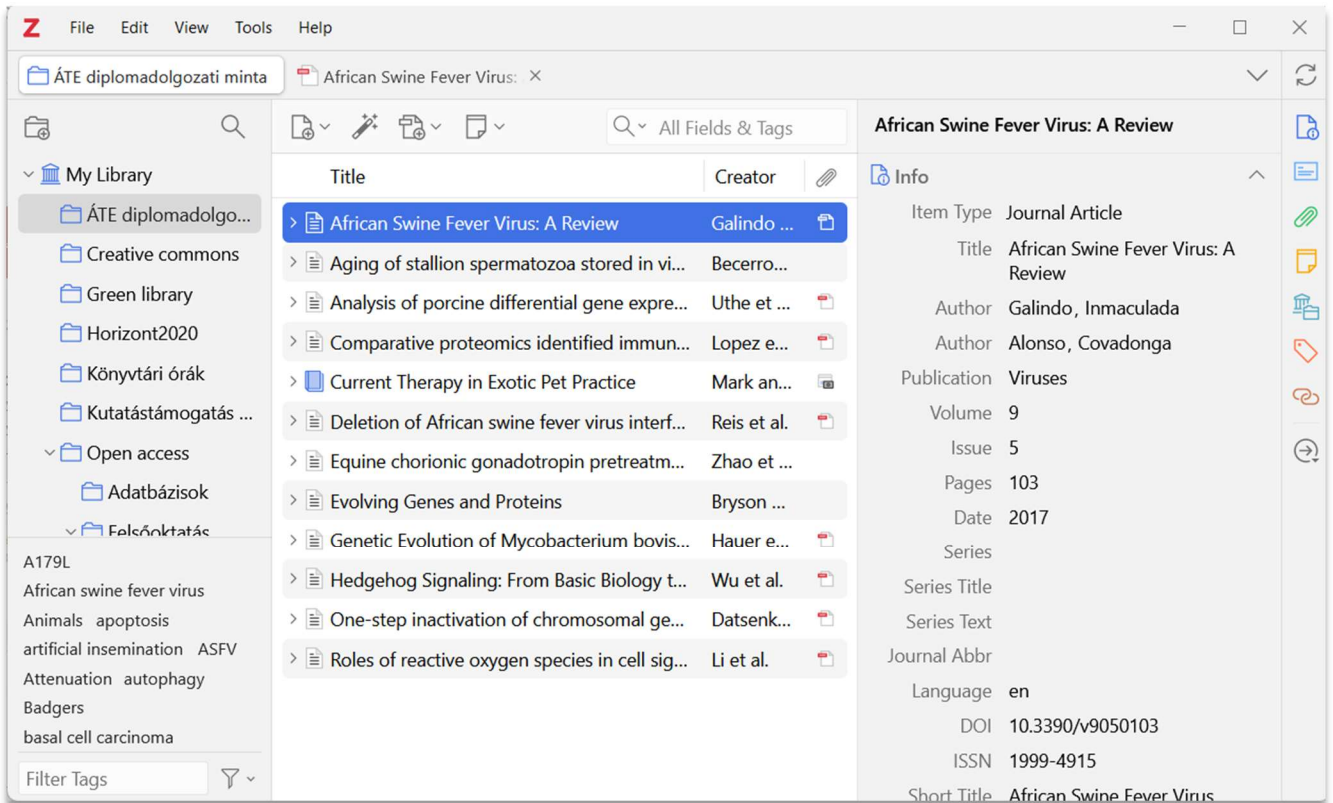 Z File Edit View Tools Help
ÁTE diplomadolgozati minta
African Swine Fever Virus:
All Fields & Tags
My Library
ÁTE diplomadolgo...
Creative commons
Green library
Horizont2020
Könyvtári órák
Kutatástámogatás ...
Open access
Adatbázisok
Felsőoktatás
A179L
African swine fever virus
Animals apoptosis
artificial insemination ASFV
Attenuation autophagy
Badgers
basal cell carcinoma
Filter Tags
Title Creator
African Swine Fever Virus: A Review Galindo ...
Aging of stallion spermatozoa stored in vi... Becerro...
Analysis of porcine differential gene expre... Uthe et ...
Comparative proteomics identified immun... Lopez e...
Current Therapy in Exotic Pet Practice Mark an...
Deletion of African swine fever virus interf... Reis et al.
Equine chorionic gonadotropin pretreatm... Zhao et ...
Evolving Genes and Proteins Bryson ...
Genetic Evolution of Mycobacterium bovis... Hauer e...
Hedgehog Signaling: From Basic Biology t... Wu et al.
One-step inactivation of chromosomal ge... Datsenk...
Roles of reactive oxygen species in cell sig... Li et al.
African Swine Fever Virus: A Review
Info
Item Type Journal Article
Title African Swine Fever Virus: A
Review
Author Galindo, Inmaculada
Author Alonso, Covadonga
Publication Viruses
Volume 9
Issue 5
Pages 103
Date 2017
Series
Series Title
Series Text
Journal Abbr
Language en
DOI 10.3390/v9050103
ISSN 1999-4915
Short Title African Swine Fever Virus